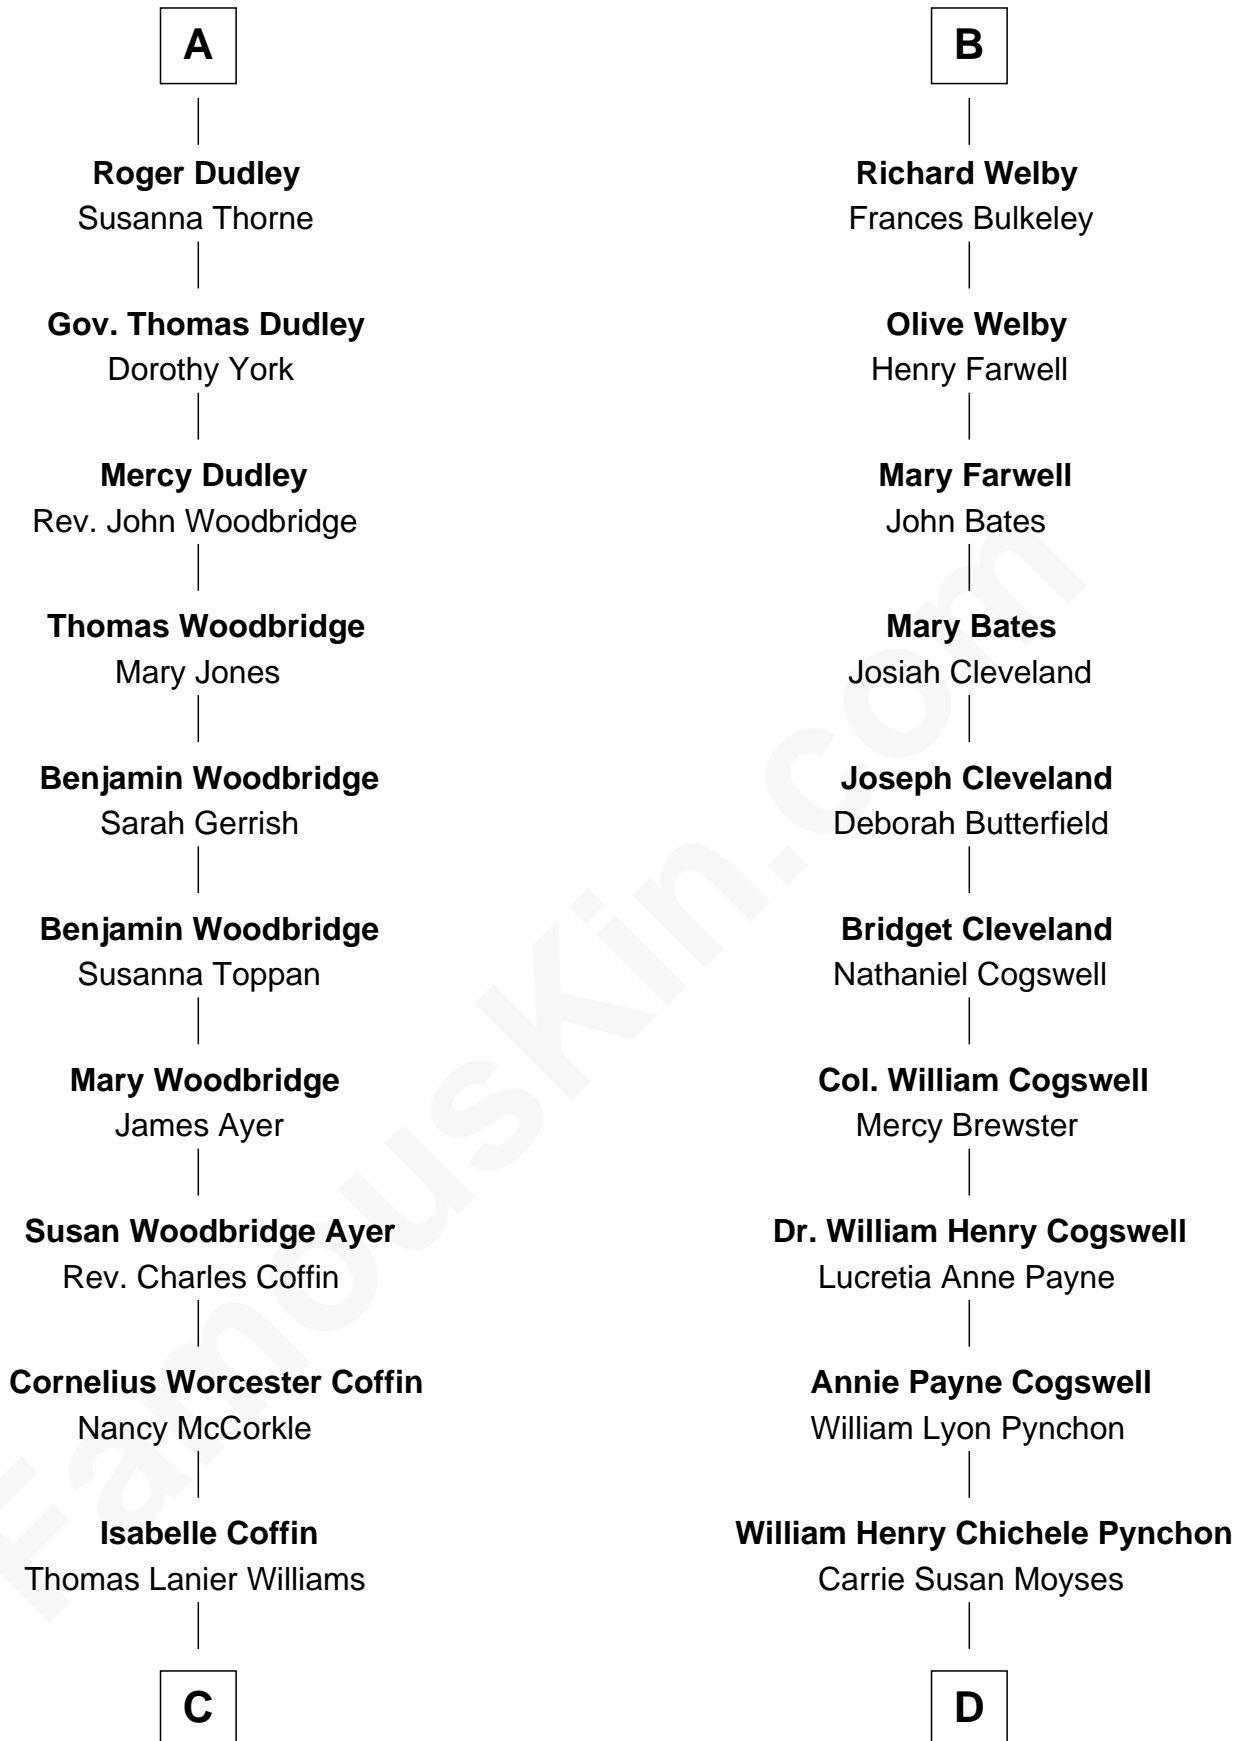 A
Roger Dudley
Susanna Thorne
Gov. Thomas Dudley
Dorothy York
Mercy Dudley
Rev. John Woodbridge
Thomas Woodbridge
Mary Jones
Benjamin Woodbridge
Sarah Gerrish
Benjamin Woodbridge
Susanna Toppan
Mary Woodbridge
James Ayer
Susan Woodbridge Ayer
Rev. Charles Coffin
Cornelius Worcester Coffin
Nancy McCorkle
Isabelle Coffin
Thomas Lanier Williams
C
B
Richard Welby
Frances Bulkeley
Olive Welby
Henry Farwell
Mary Farwell
John Bates
Mary Bates
Josiah Cleveland
Joseph Cleveland
Deborah Butterfield
Bridget Cleveland
Nathaniel Cogswell
Col. William Cogswell
Mercy Brewster
Dr. William Henry Cogswell
Lucretia Anne Payne
Annie Payne Cogswell
William Lyon Pynchon
William Henry Chichele Pynchon
Carrie Susan Moyses
D
FamousKin.com